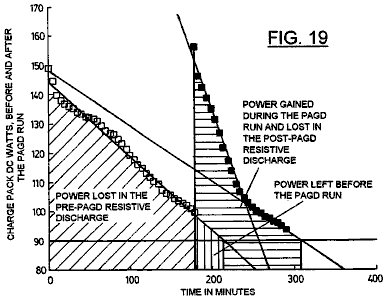 FIG. 19
CHARGE PACK DC WATTS, BEFORE AND AFTER
THE PAGD RUN
170
160
150
140
130
120
110
100
90
80
POWER GAINED
DURING THE PAGD
RUN AND LOST IN
THE POST-PAGD
RESISTIVE
DISCHARGE
POWER LEFT BEFORE
THE PAGD RUN
POWER LOST IN THE
PRE-PAGD RESISTIVE
DISCHARGE
0
100
200
300
400
TIME IN MINUTES